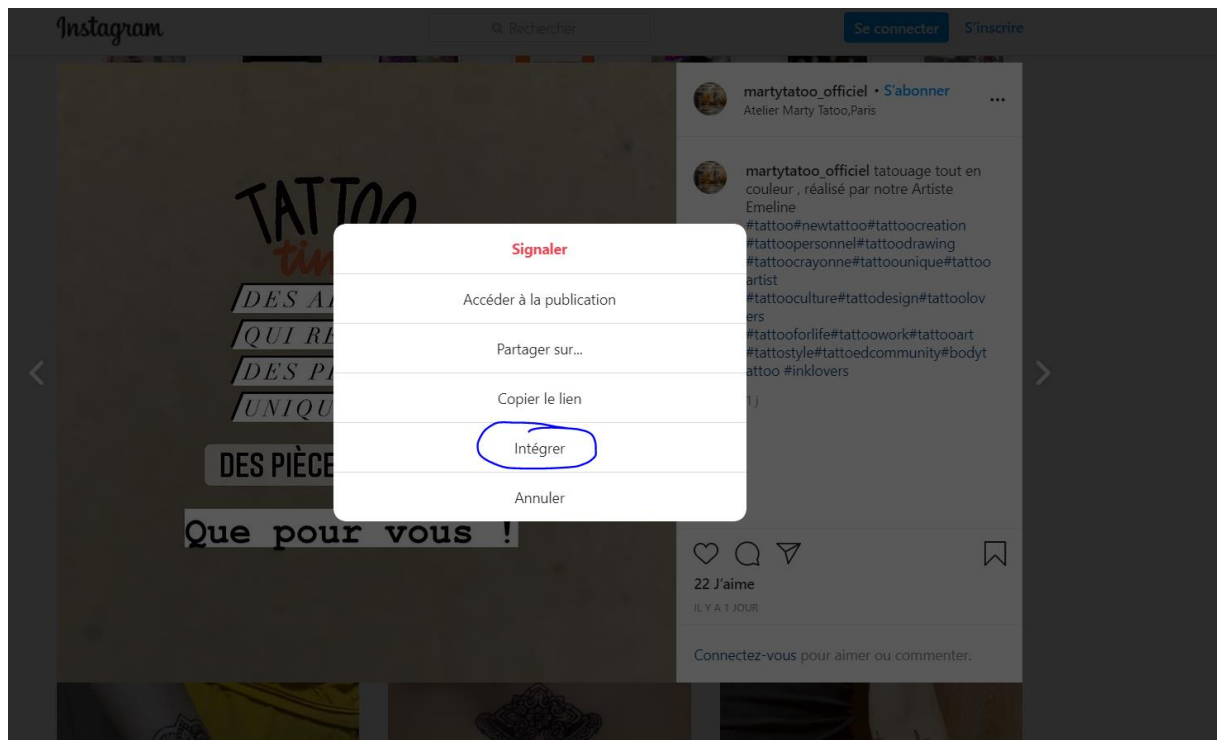 Instagram
Rechercher
Se connecter
S'inscrire
martytatoo_officiel • S'abonner
Atelier Marty Tatoo,Paris
martytatoo_officiel tatouage tout en
couleur , réalisé par notre Artiste
Emeline
#tattoo#newtattoo#tattoocreation
#tattoopersonnel#tattoodrawing
#tattoocrayonne#tattoounique#tattoo
artist
#tattooculture#tattodesign#tattoolov
ers
#tattooforlife#tattoowork#tattooart
#tattostyle#tattoedcommunity#bodyt
attoo #inklovers
1 j
22 J'aime
IL Y A 1 JOUR
Connectez-vous pour aimer ou commenter.
TATTOO
DES
QUI
DES
Que pour vous !
Signaler
Accéder à la publication
Partager sur...
Copier le lien
Intégrer
Annuler